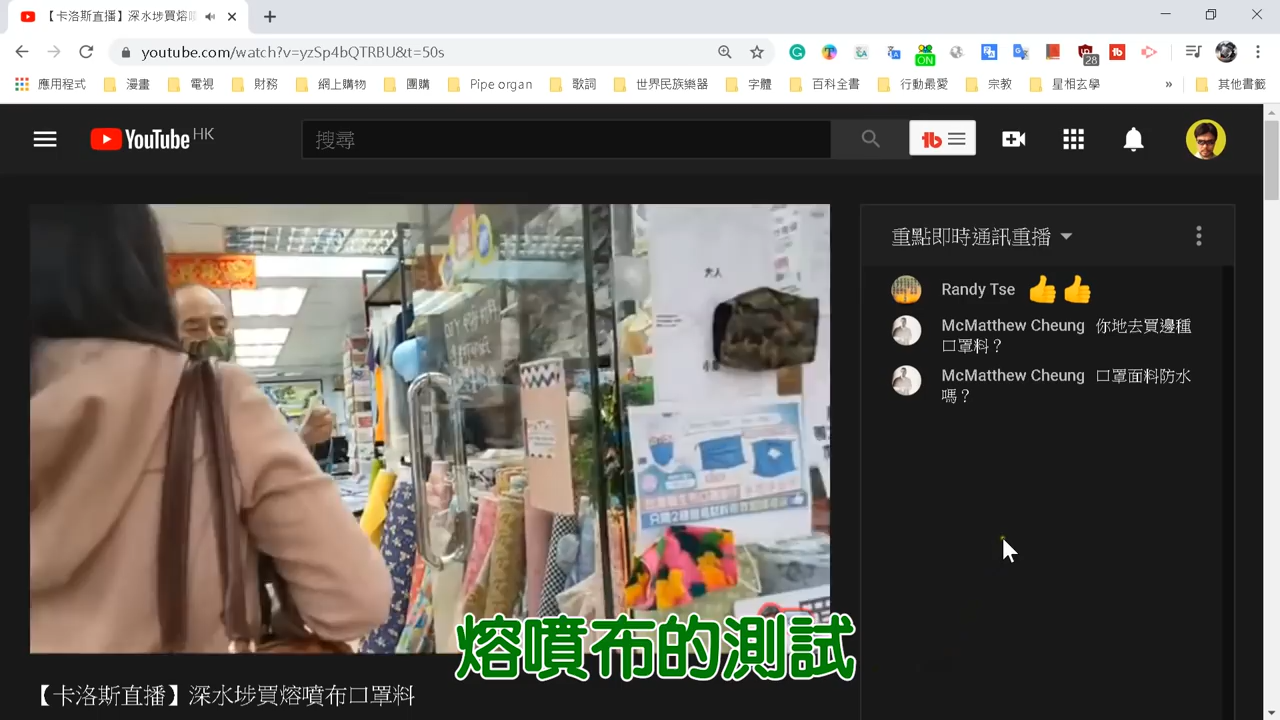 【卡洛斯直播】深水埗買熔噴
youtube.com/watch?v=yzSp4bQTRBU&t=50s
ON
28
應用程式
漫畫
電視
財務
網上購物
團購
Pipe organ
歌詞
世界民族樂器
字體
百科全書
行動最愛
宗教
星相玄學
»
其他書籤
YouTube HK
搜尋
重點即時通訊重播
Randy Tse 👍👍
McMatthew Cheung 你地去買邊種
口罩料？
McMatthew Cheung 口罩面料防水
嗎？
大人
熔噴布的測試
【卡洛斯直播】深水埗買熔噴布口罩料